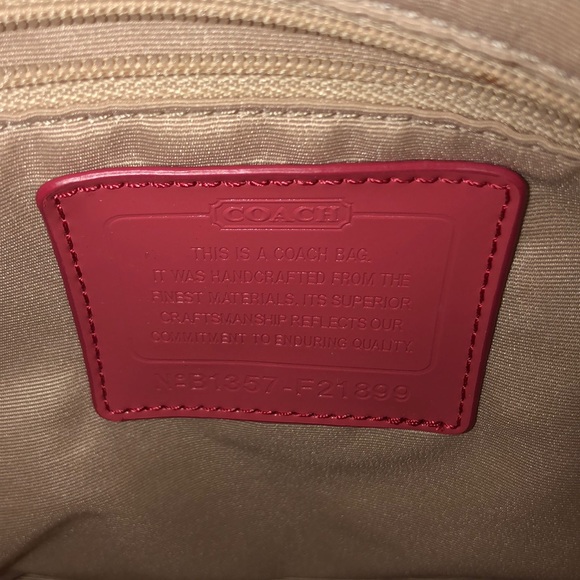 COACH
THIS IS A COACH BAG.
IT WAS HANDCRAFTED FROM THE
FINEST MATERIALS. ITS SUPERIOR
CRAFTSMANSHIP REFLECTS OUR
COMMITMENT TO ENDURING QUALITY.
Nº B1357-F21899